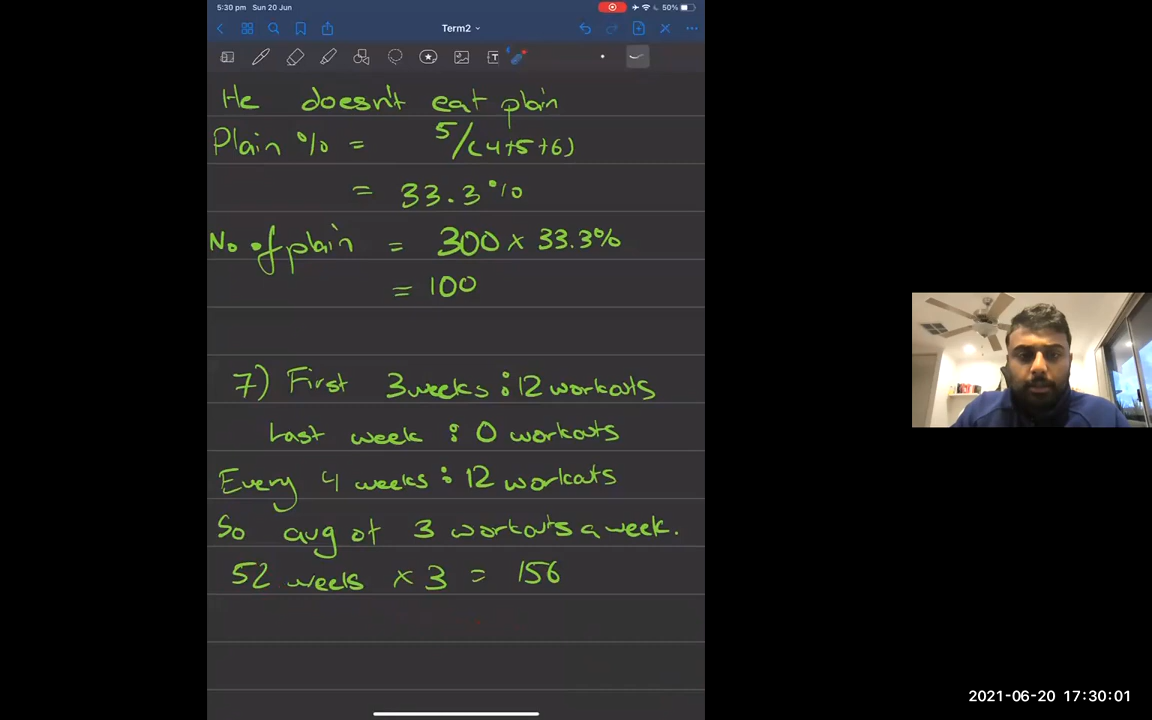 5:30 pm Sun 20 Jun
50%
Term2
He doesn't eat plain
Plain % = 5/(4+5+6)
= 33.3%
No of plain = 300 × 33.3%
= 100
7) First 3 weeks : 12 workouts
Last week : 0 workouts
Every 4 weeks : 12 workouts
So avg of 3 workouts a week.
52 weeks × 3 = 156
2021-06-20 17:30:01